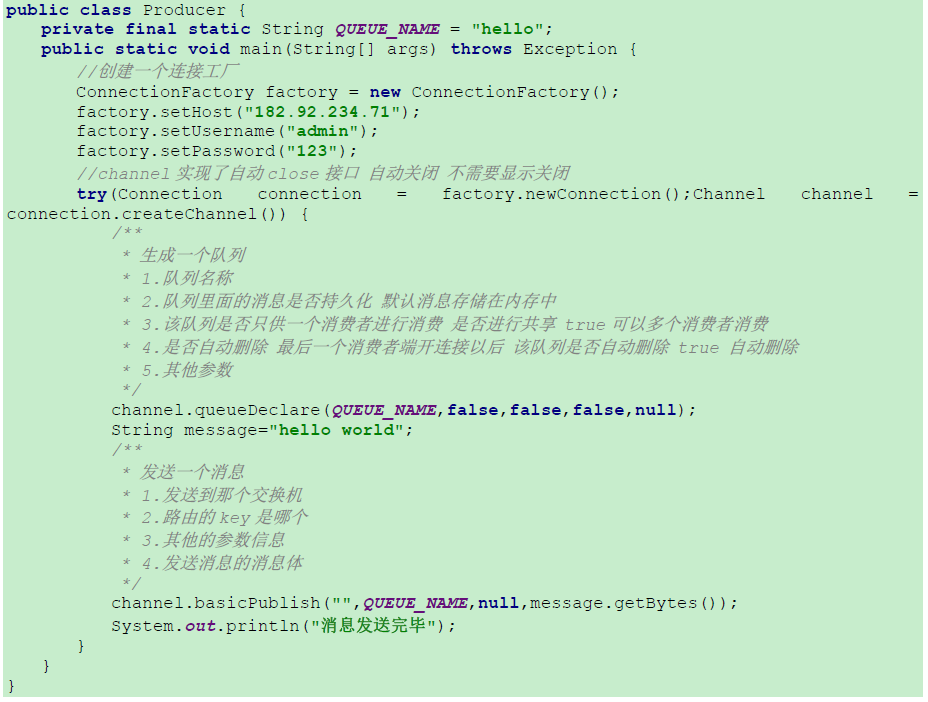 public class Producer {
private final static String QUEUE_NAME = "hello";
public static void main(String[] args) throws Exception {
//创建一个连接工厂
ConnectionFactory factory = new ConnectionFactory();
factory.setHost("182.92.234.71");
factory.setUsername("admin");
factory.setPassword("123");
//channel 实现了自动 close 接口 自动关闭 不需要显示关闭
try(Connection connection = factory.newConnection();Channel channel =
connection.createChannel()) {
/**
* 生成一个队列
* 1.队列名称
* 2.队列里面的消息是否持久化 默认消息存储在内存中
* 3.该队列是否只供一个消费者进行消费 是否进行共享 true 可以多个消费者消费
* 4.是否自动删除 最后一个消费者端开连接以后 该队列是否自动删除 true 自动删除
* 5.其他参数
*/
channel.queueDeclare(QUEUE_NAME,false,false,false,null);
String message="hello world";
/**
* 发送一个消息
* 1.发送到那个交换机
* 2.路由的 key 是哪个
* 3.其他的参数信息
* 4.发送消息的消息体
*/
channel.basicPublish("",QUEUE_NAME,null,message.getBytes());
System.out.println("消息发送完毕");
}
}
}